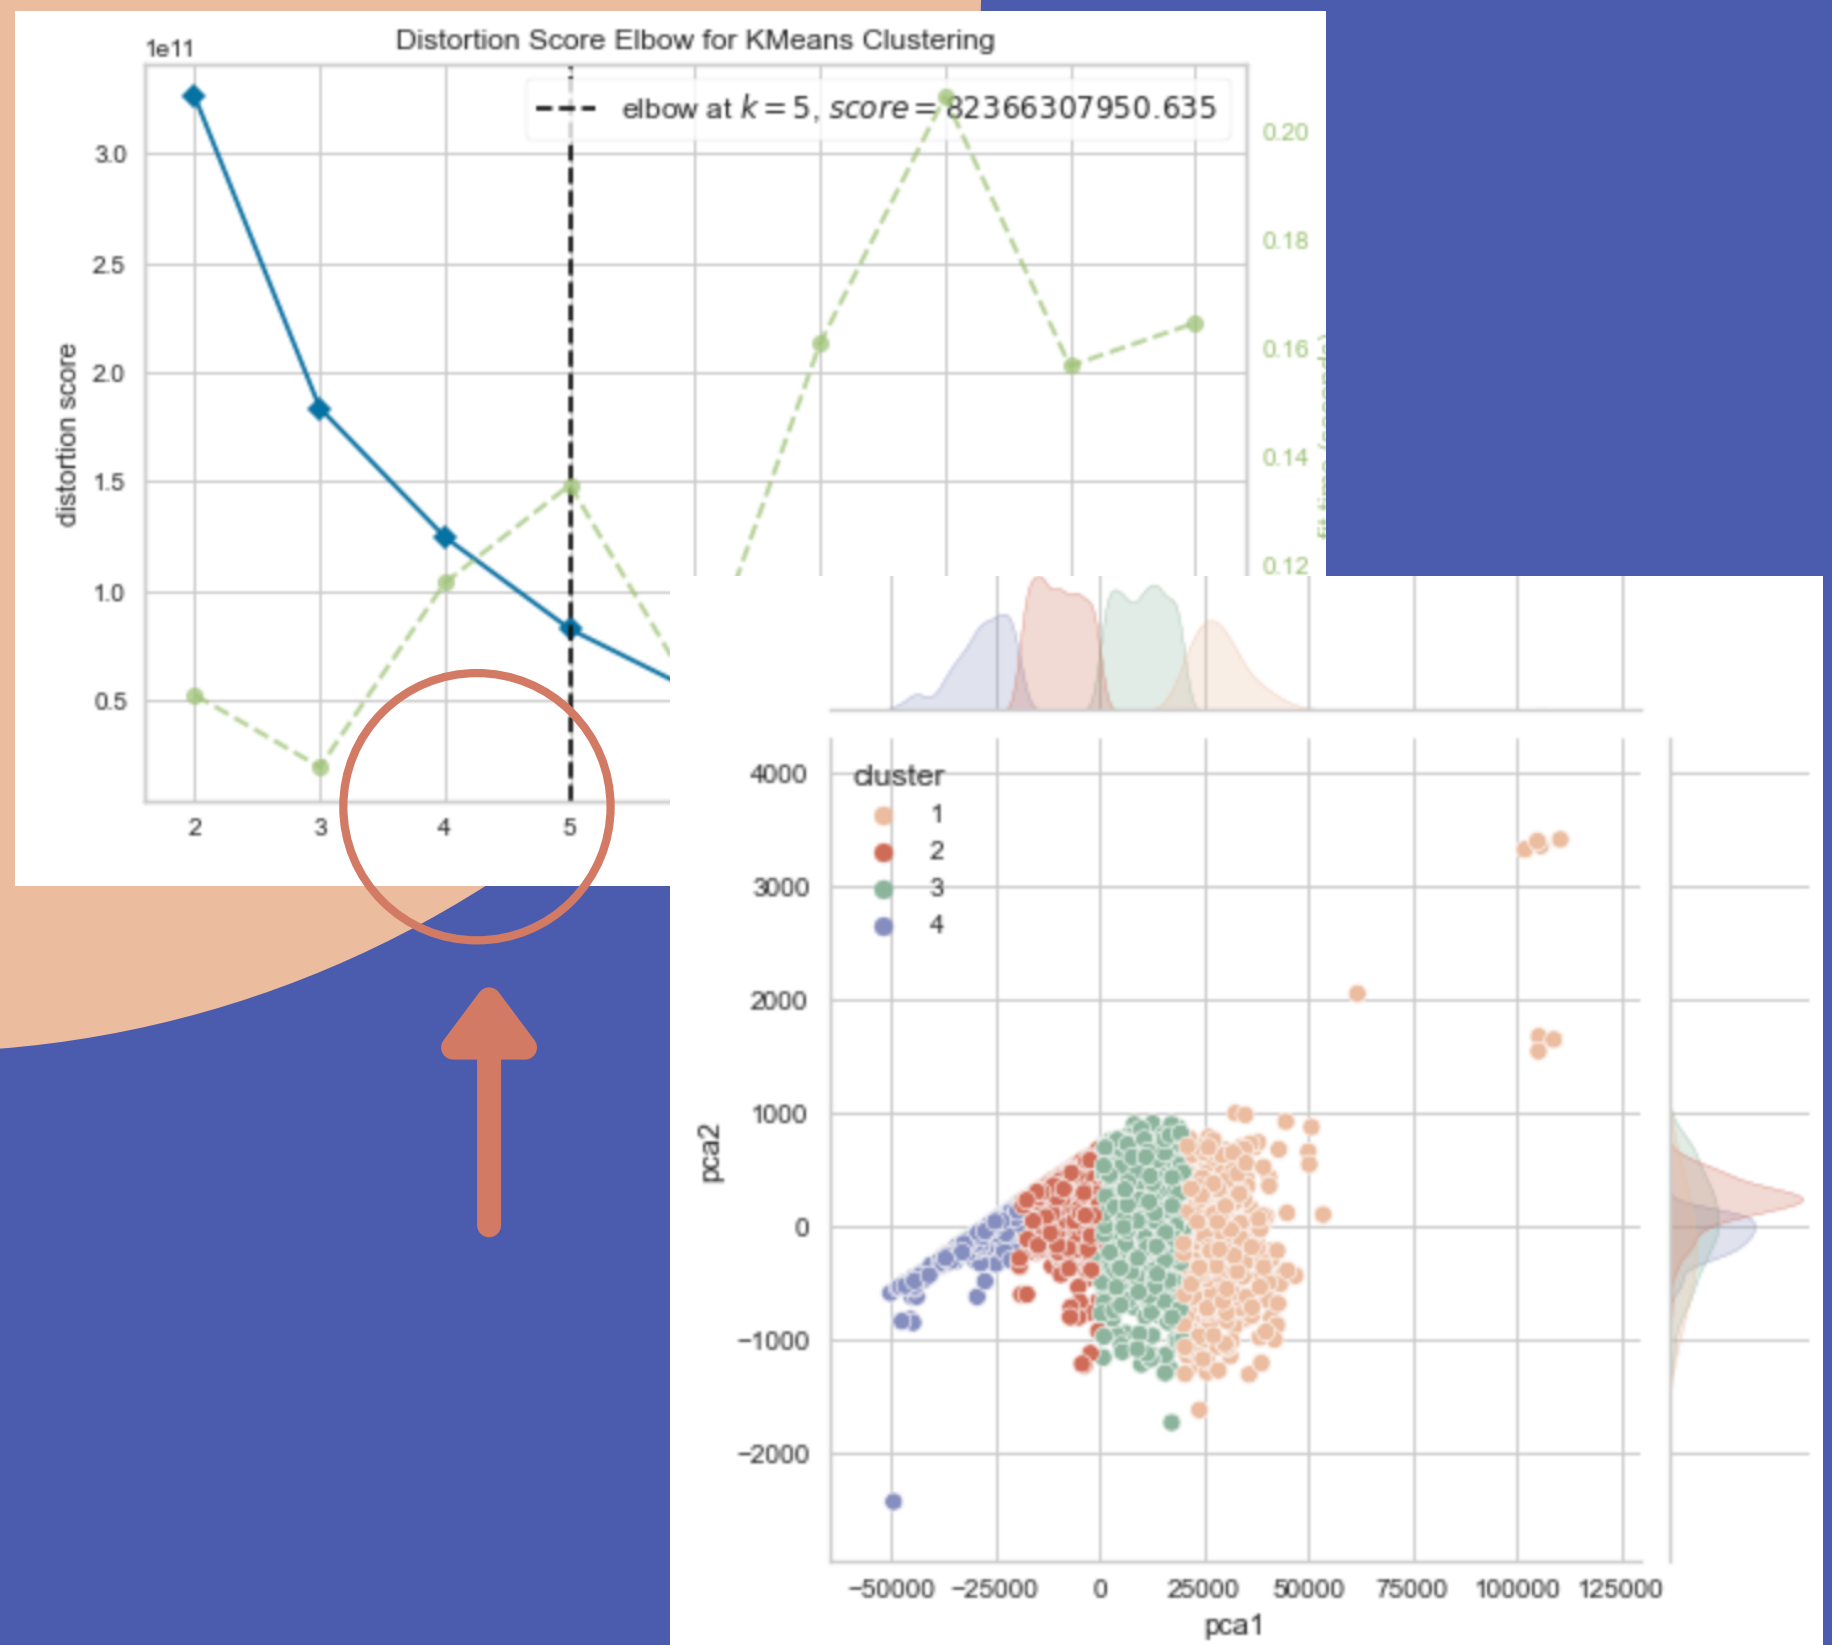 Distortion Score Elbow for KMeans Clustering
1e11
elbow at k = 5, score = 82366307950.635
3.0
2.5
2.0
1.5
1.0
0.5
distortion score
2 3 4 5
0.20
0.18
0.16
0.14
0.12
cluster
1
2
3
4
4000
3000
2000
1000
0
−1000
−2000
pca2
−50000 −25000 0 25000 50000 75000 100000 125000
pca1